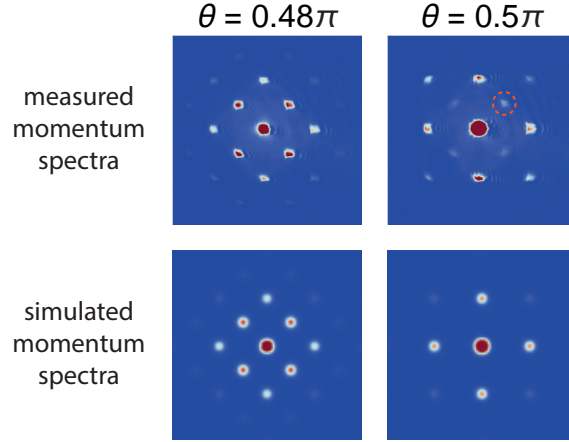 θ = 0.48π θ = 0.5π
measured
momentum
spectra
simulated
momentum
spectra